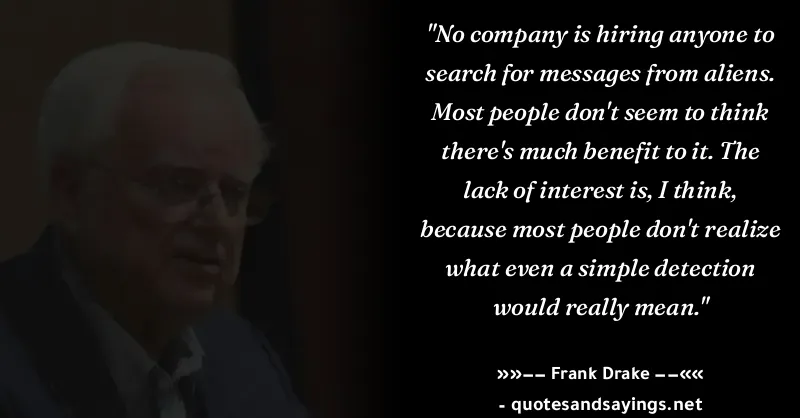 "No company is hiring anyone to
search for messages from aliens.
Most people don't seem to think
there's much benefit to it. The
lack of interest is, I think,
because most people don't realize
what even a simple detection
would really mean."
»»–– Frank Drake ––««
- quotesandsayings.net